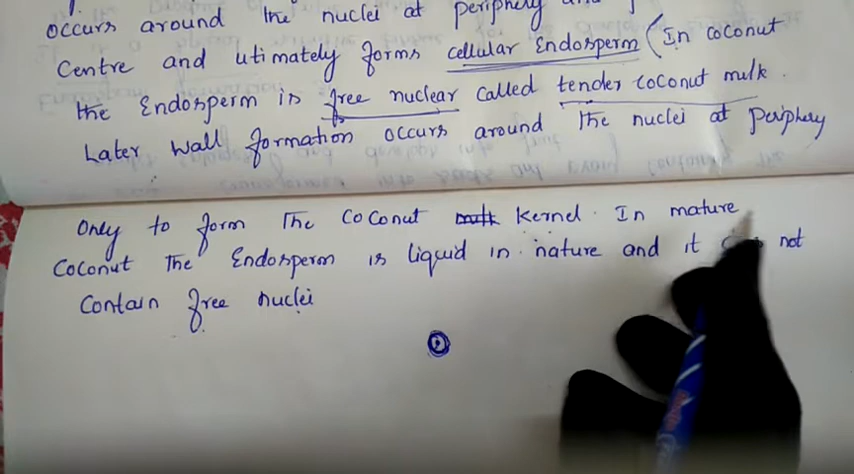 occurs around the nuclei at periphery
Centre and utimately forms cellular Endosperm (In coconut
the Endosperm is free nuclear called tender coconut milk.
Later wall formation occurs around the nuclei at periphery
Only to form the coconut kernel. In mature
Coconut the Endosperm is liquid in nature and it not
Contain free nuclei